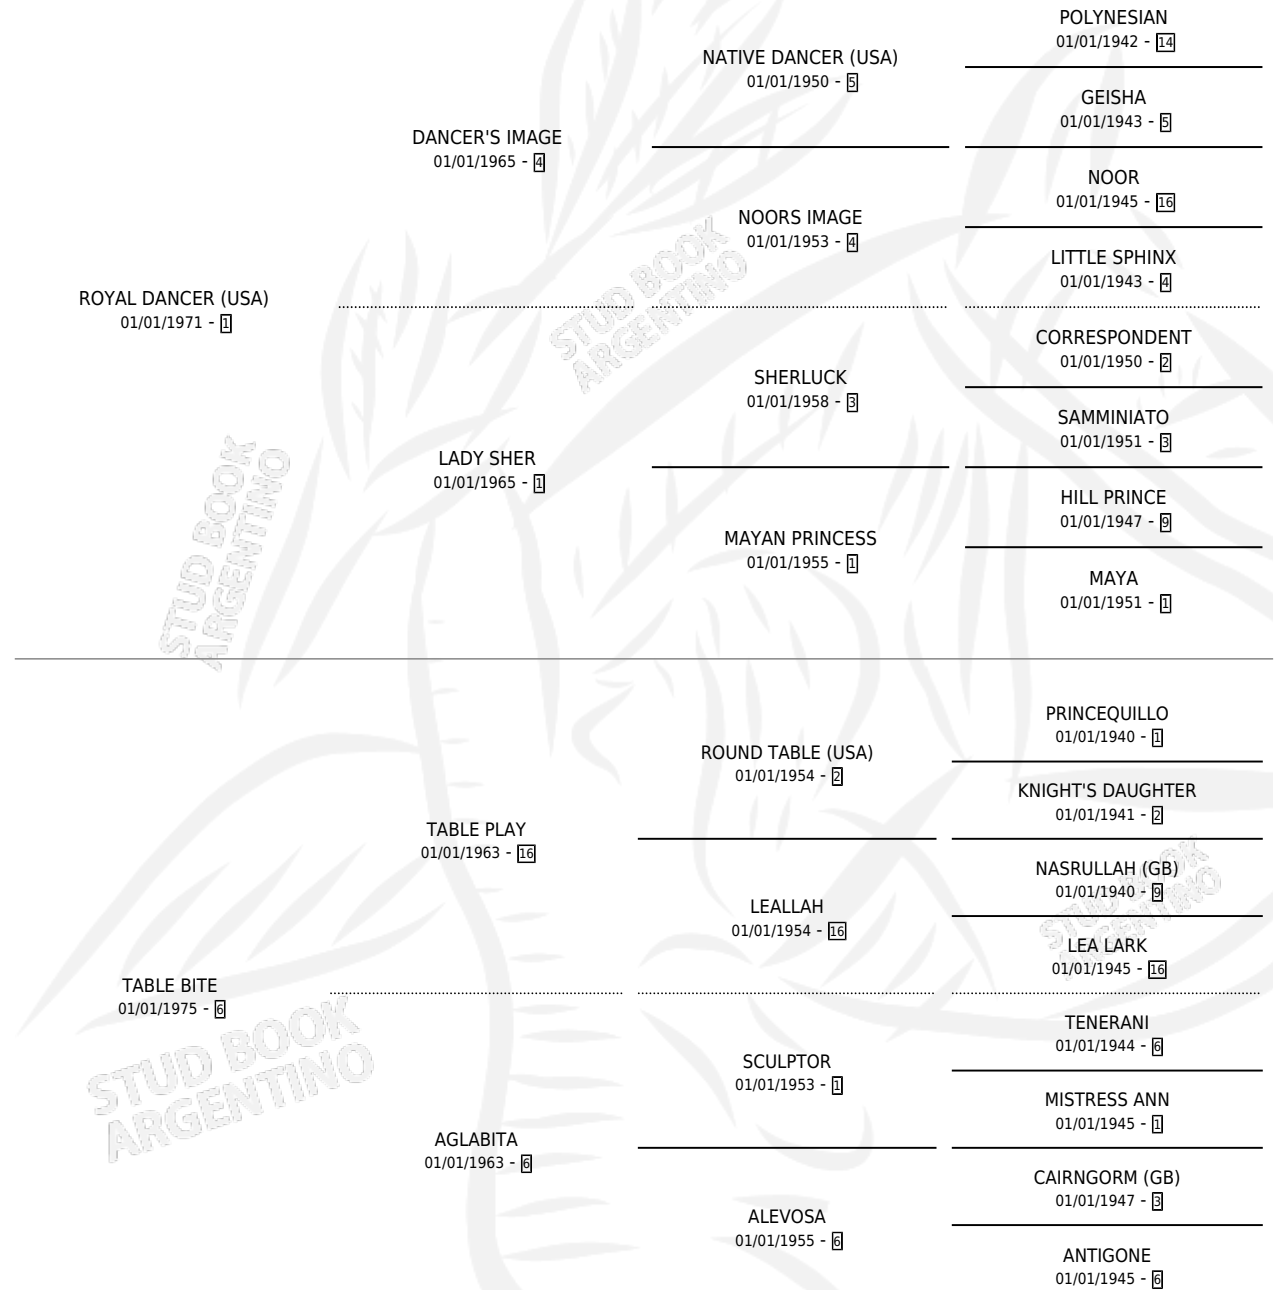 POLYNESIAN
01/01/1942 - 14
NATIVE DANCER (USA)
01/01/1950 - 5
GEISHA
01/01/1943 - 5
DANCER'S IMAGE
01/01/1965 - 4
NOOR
01/01/1945 - 16
NOORS IMAGE
01/01/1953 - 4
LITTLE SPHINX
01/01/1943 - 4
ROYAL DANCER (USA)
01/01/1971 - 1
CORRESPONDENT
01/01/1950 - 2
SHERLUCK
01/01/1958 - 3
SAMMINIATO
01/01/1951 - 3
LADY SHER
01/01/1965 - 1
HILL PRINCE
01/01/1947 - 9
MAYAN PRINCESS
01/01/1955 - 1
MAYA
01/01/1951 - 1
STUD BOOK
ARGENTINO
STUD BOOK
ARGENTINO
PRINCEQUILLO
01/01/1940 - 1
ROUND TABLE (USA)
01/01/1954 - 2
KNIGHT'S DAUGHTER
01/01/1941 - 2
TABLE PLAY
01/01/1963 - 16
NASRULLAH (GB)
01/01/1940 - 9
LEALLAH
01/01/1954 - 16
LEA LARK
01/01/1945 - 16
STUD BOOK
ARGENTINO
TABLE BITE
01/01/1975 - 6
TENERANI
01/01/1944 - 6
SCULPTOR
01/01/1953 - 1
MISTRESS ANN
01/01/1945 - 1
AGLABITA
01/01/1963 - 6
CAIRNGORM (GB)
01/01/1947 - 3
ALEVOSA
01/01/1955 - 6
ANTIGONE
01/01/1945 - 6
STUD BOOK
ARGENTINO